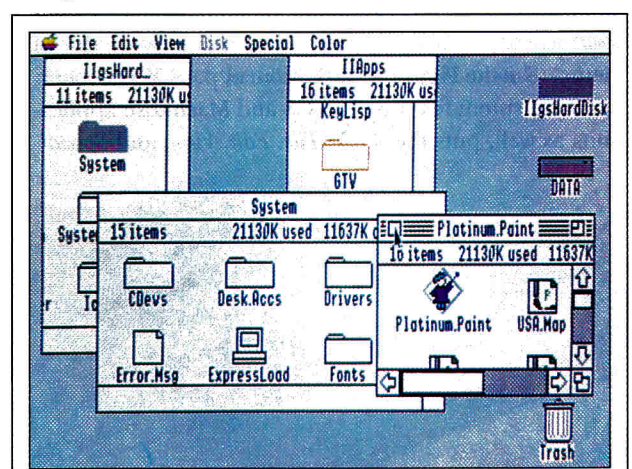 File Edit View Disk Special Color
IIgsHard…
11 items 21130K us
System
IIApps
16 items 21130K us
KeyLisp
GTV
IIgsHardDisk
DATA
System
15 items 21130K used 11637K
CDevs
Desk.Accs
Drivers
Error.Msg
ExpressLoad
Fonts
Platinum.Paint
16 items 21130K used 11637K
Platinum.Paint
USA.Map
Syste
Trash